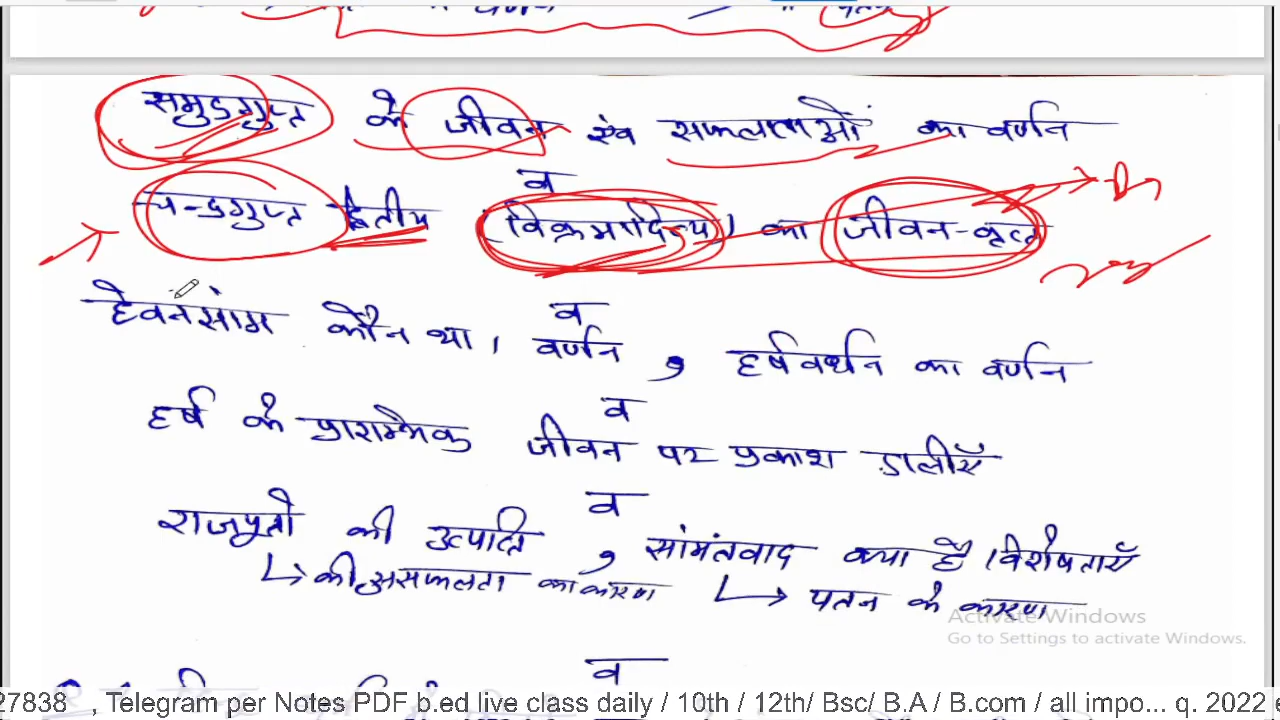 समुद्रगुप्त के जीवन एंव सफलताओं का वर्णन
व
चन्द्रगुप्त द्वितीय (विक्रमादित्य) का जीवन-वृत्त
हेवनसांग कौन था। वर्णन , हर्षवर्धन का वर्णन
व
हर्ष के प्रारम्भिक जीवन पर प्रकाश डालीएँ
व
राजपूतो की उत्पत्ति , सांमंतवाद क्या है। विशेषताएँ
व
↳ की असफलता का कारण ↳ पतन के कारण
Activate Windows
Go to Settings to activate Windows.
व
27838 , Telegram per Notes PDF b.ed live class daily / 10th / 12th/ Bsc/ B.A / B.com / all impo... q. 2022